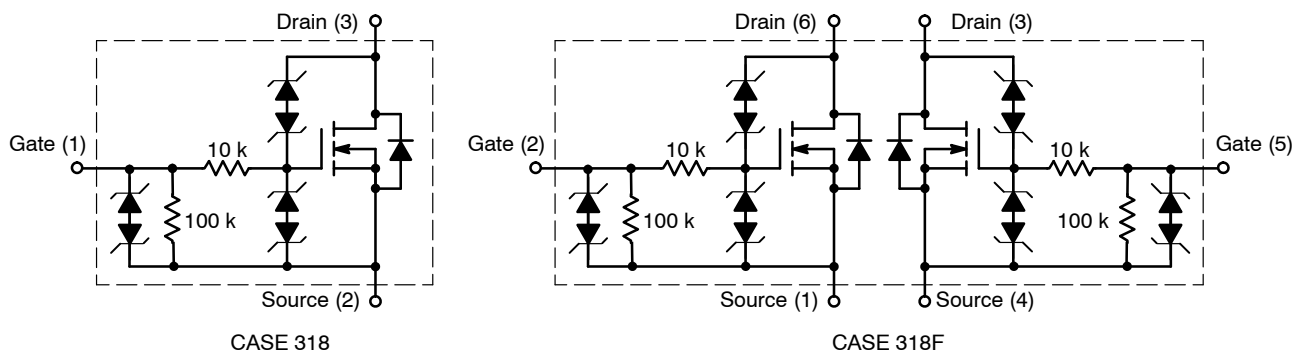 Drain (3)
Gate (1)
10 k
100 k
Source (2)
CASE 318
Drain (6)
Drain (3)
Gate (2)
10 k
10 k
Gate (5)
100 k
100 k
Source (1)
Source (4)
CASE 318F